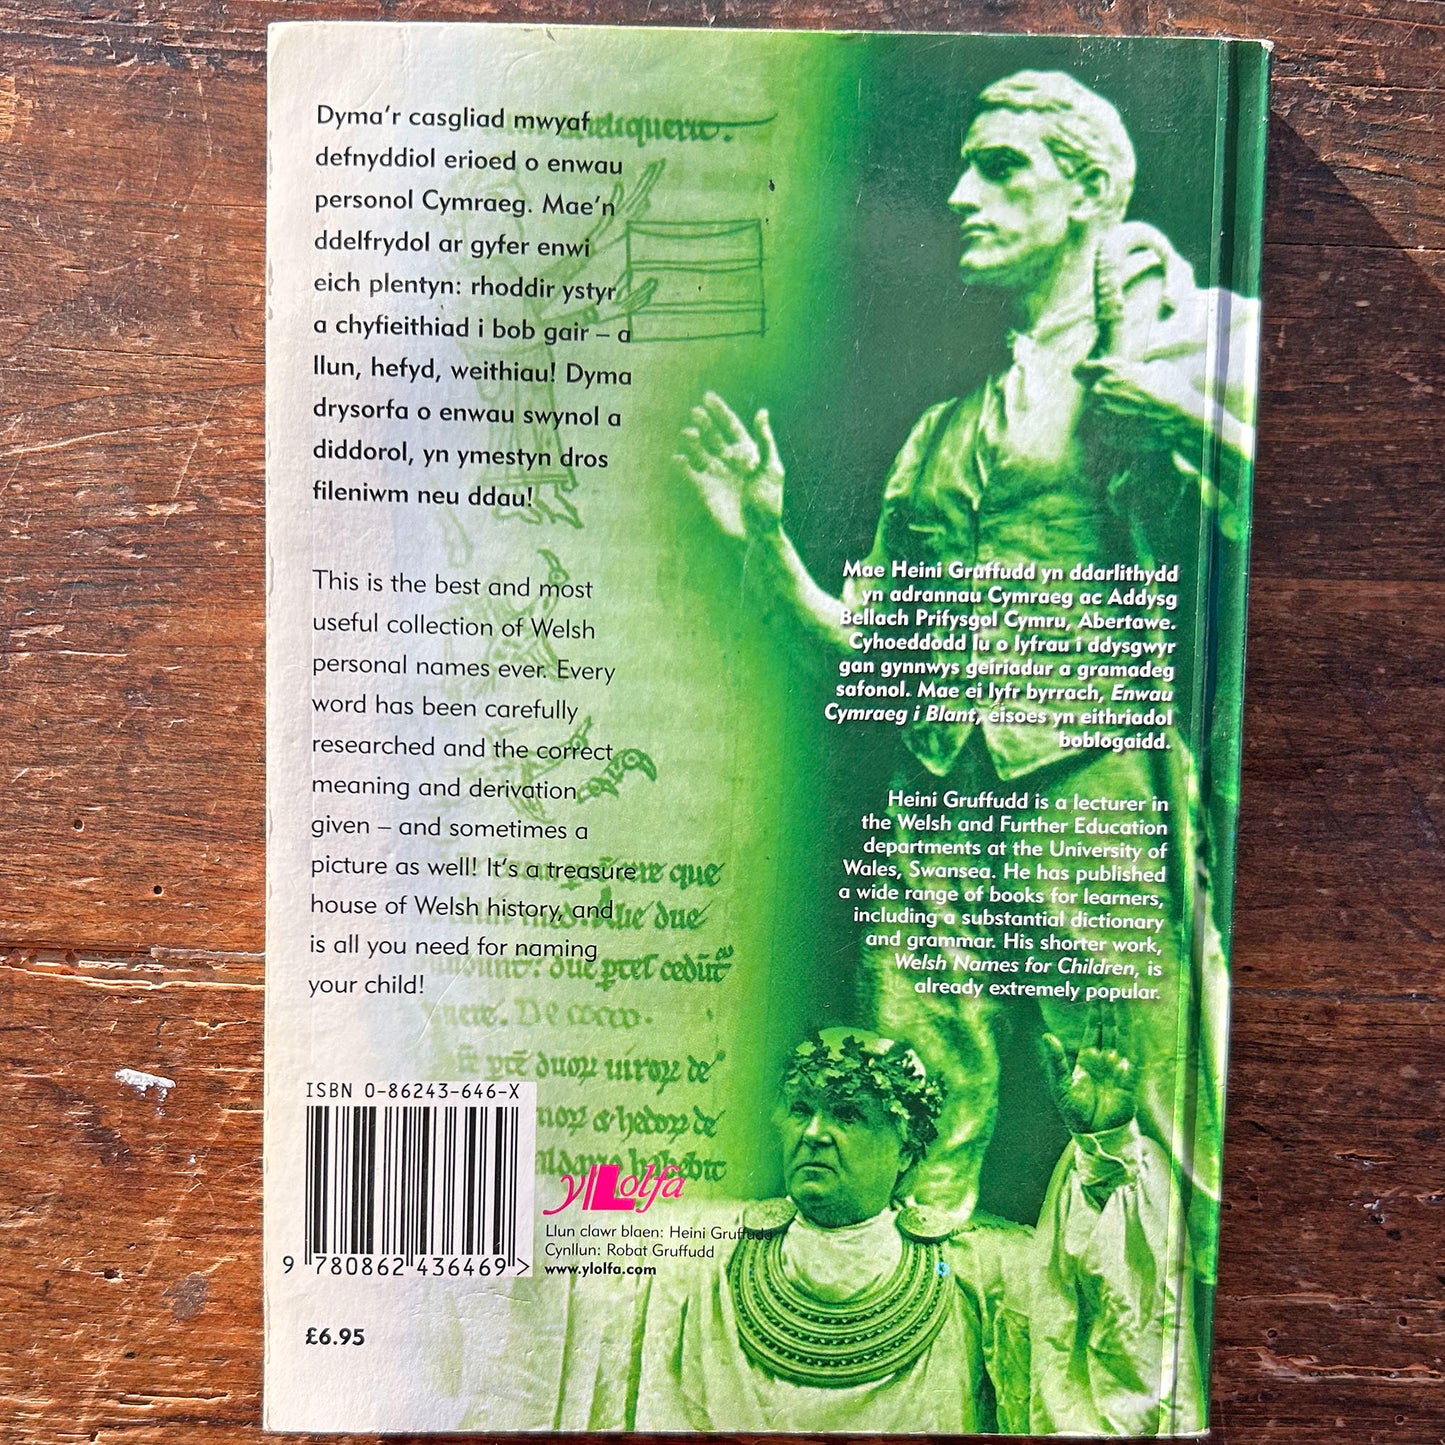 Dyma'r casgliad mwyaf
defnyddiol erioed o enwau
personol Cymraeg. Mae'n
ddelfrydol ar gyfer enwi
eich plentyn: rhoddir ystyr
a chyfieithiad i bob gair – a
llun, hefyd, weithiau! Dyma
drysorfa o enwau swynol a
diddorol, yn ymestyn dros
fileniwm neu ddau!
This is the best and most
useful collection of Welsh
personal names ever. Every
word has been carefully
researched and the correct
meaning and derivation
given – and sometimes a
picture as well! It's a treasure
house of Welsh history, and
is all you need for naming
your child!
Mae Heini Gruffudd yn ddarlithydd
yn adrannau Cymraeg ac Addysg
Bellach Prifysgol Cymru, Abertawe.
Cyhoeddodd lu o lyfrau i ddysgwyr
gan gynnwys geiriadur a gramadeg
safonol. Mae ei lyfr byrrach, Enwau
Cymraeg i Blant, eisoes yn eithriadol
boblogaidd.
Heini Gruffudd is a lecturer in
the Welsh and Further Education
departments at the University of
Wales, Swansea. He has published
a wide range of books for learners,
including a substantial dictionary
and grammar. His shorter work,
Welsh Names for Children, is
already extremely popular.
ISBN 0-86243-646-X
9 780862 436469 >
yLolfa
Llun clawr blaen: Heini Gruffudd
Cynllun: Robat Gruffudd
www.ylolfa.com
£6.95